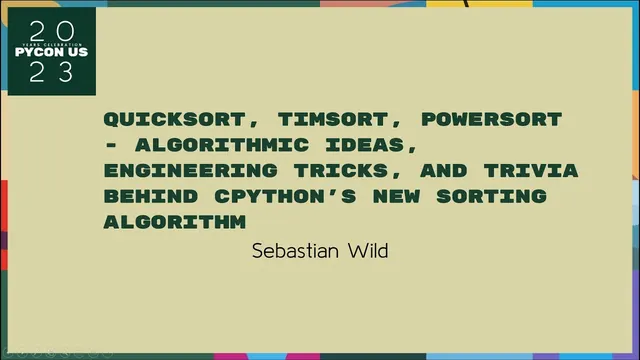 20
YEARS CELEBRATION
PYCON US
23
QUICKSORT, TIMSORT, POWERSORT
- ALGORITHMIC IDEAS,
ENGINEERING TRICKS, AND TRIVIA
BEHIND CPYTHON’S NEW SORTING
ALGORITHM
Sebastian Wild